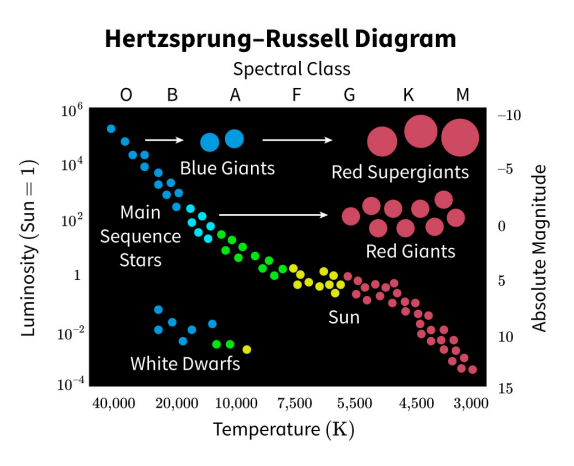 Hertzsprung–Russell Diagram
Spectral Class
O B A F G K M
Luminosity (Sun = 1)
10^6
10^4
10^2
1
10^−2
10^−4
Blue Giants
Red Supergiants
Main
Sequence
Stars
Red Giants
Sun
White Dwarfs
−10
−5
0
5
10
15
Absolute Magnitude
40,000 20,000 10,000 7,500 5,500 4,500 3,000
Temperature (K)